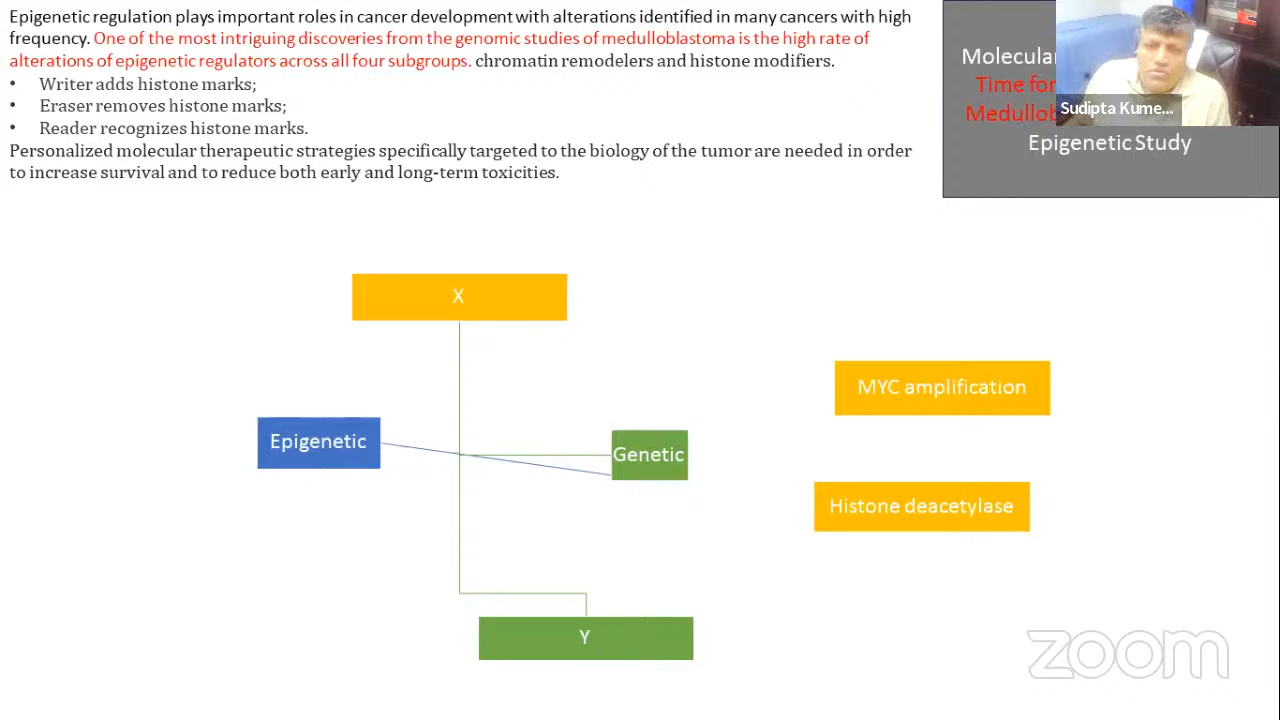 Epigenetic regulation plays important roles in cancer development with alterations identified in many cancers with high
frequency. One of the most intriguing discoveries from the genomic studies of medulloblastoma is the high rate of
alterations of epigenetic regulators across all four subgroups. chromatin remodelers and histone modifiers.
• Writer adds histone marks;
• Eraser removes histone marks;
• Reader recognizes histone marks.
Personalized molecular therapeutic strategies specifically targeted to the biology of the tumor are needed in order
to increase survival and to reduce both early and long-term toxicities.
Molecular
Time for
Medullob
Epigenetic Study
Sudipta Kume...
X
MYC amplification
Epigenetic
Genetic
Histone deacetylase
Y
zoom